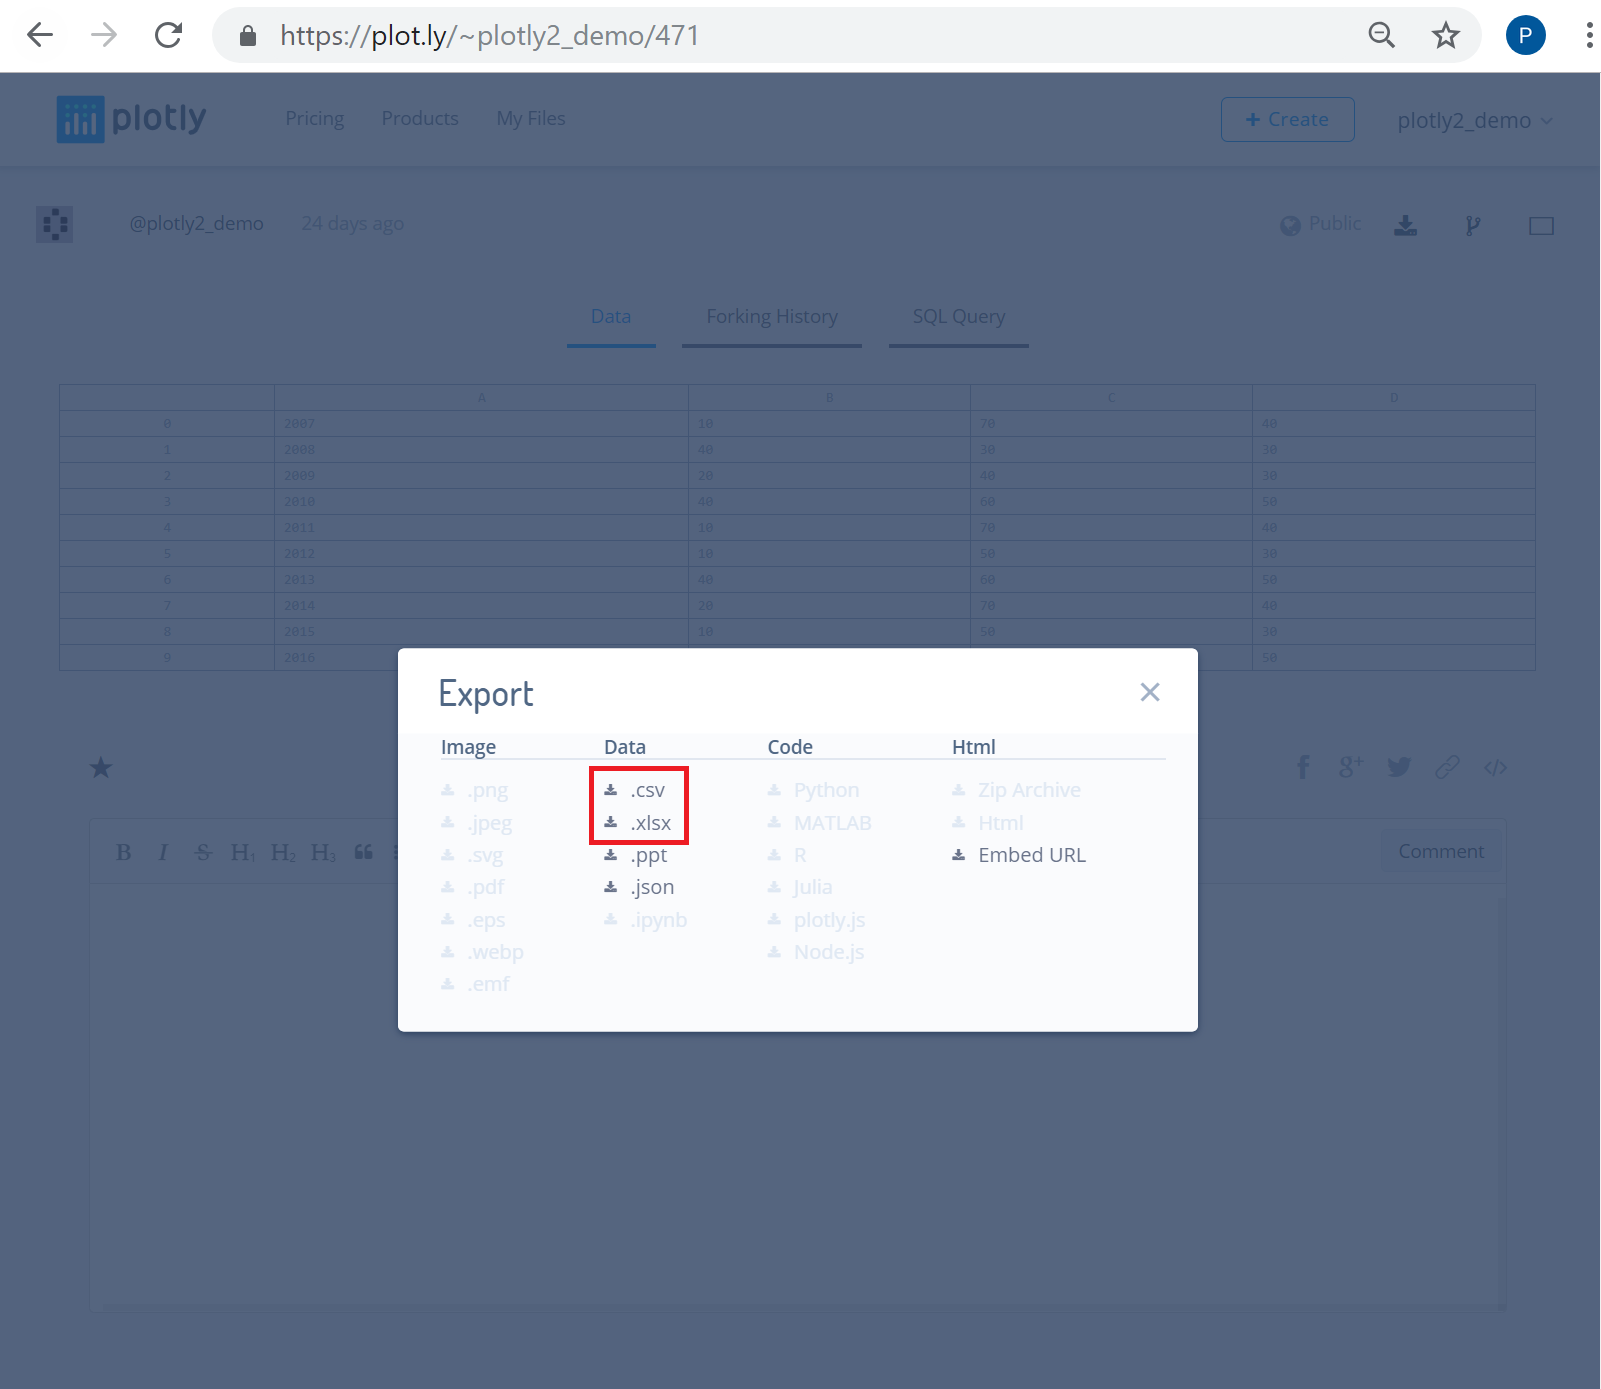 https://plot.ly/~plotly2_demo/471
P
plotly Pricing Products My Files + Create plotly2_demo
@plotly2_demo 24 days ago Public
Data Forking History SQL Query
A B C D
0 2007 10 70 40
1 2008 40 30 30
2 2009 20 40 30
3 2010 40 60 50
4 2011 10 70 40
5 2012 10 50 30
6 2013 40 60 50
7 2014 20 70 40
8 2015 10 50 30
9 2016 50
Export
Image Data Code Html
.png .csv Python Zip Archive
.jpeg .xlsx MATLAB Html
.svg .ppt R Embed URL
.pdf .json Julia
.eps .ipynb plotly.js
.webp Node.js
.emf
B I S H1 H2 H3 Comment